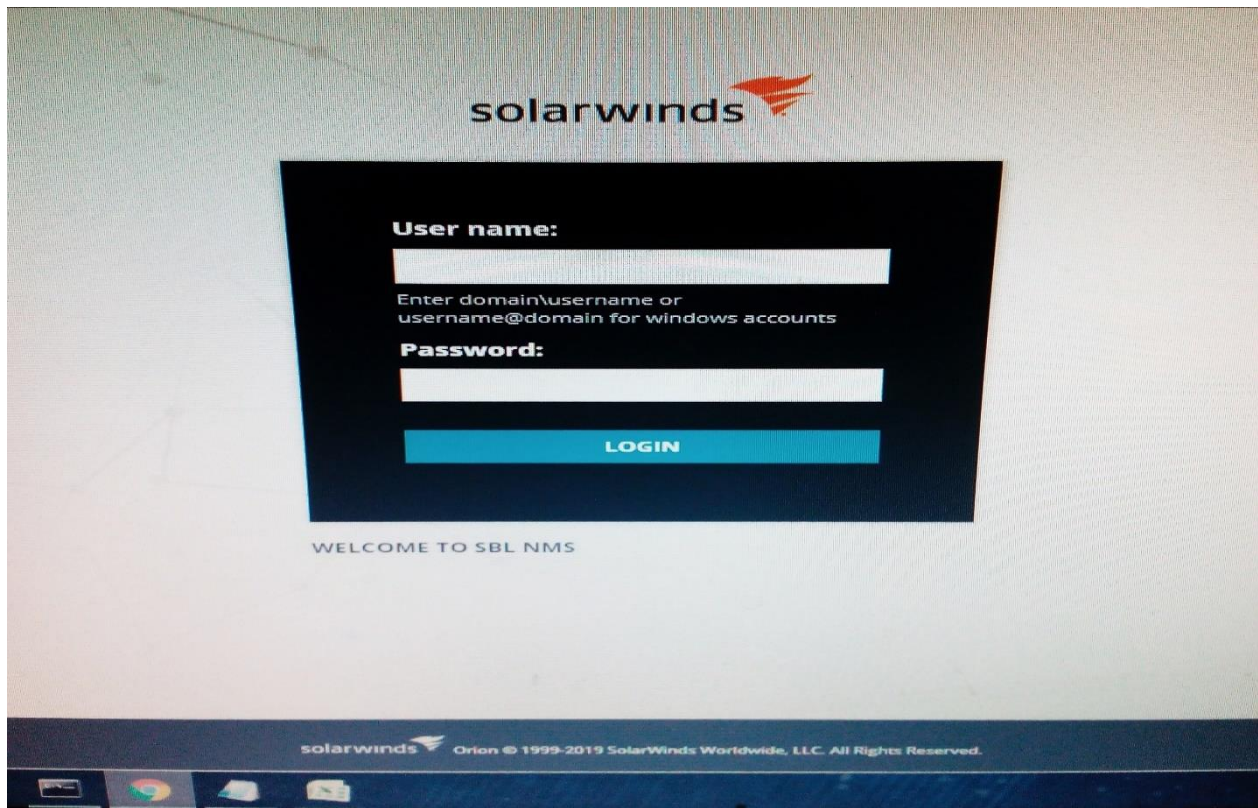 solarwinds
User name:
Enter domain\username or
username@domain for windows accounts
Password:
LOGIN
WELCOME TO SBL NMS
solarwinds Orion © 1999-2019 SolarWinds Worldwide, LLC. All Rights Reserved.